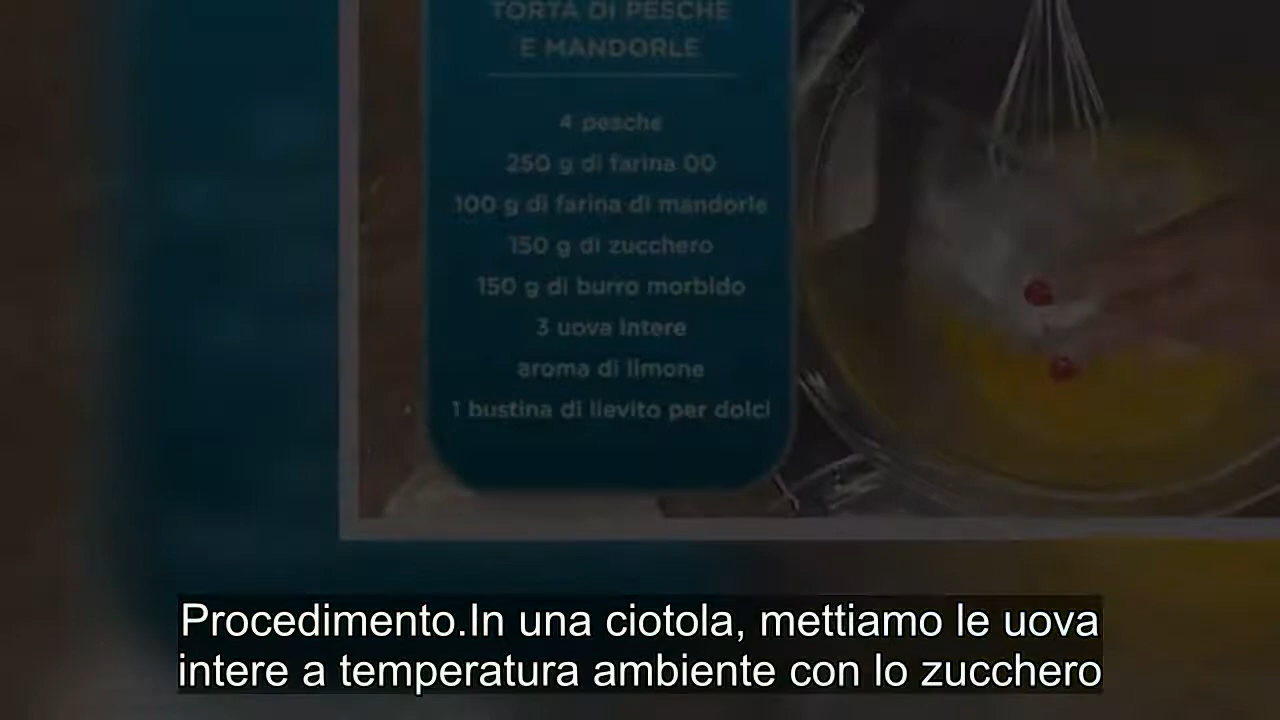 TORTA DI PESCHE
E MANDORLE
4 pesche
250 g di farina 00
100 g di farina di mandorle
150 g di zucchero
150 g di burro morbido
3 uova intere
aroma di limone
1 bustina di lievito per dolci
Procedimento.In una ciotola, mettiamo le uova
intere a temperatura ambiente con lo zucchero